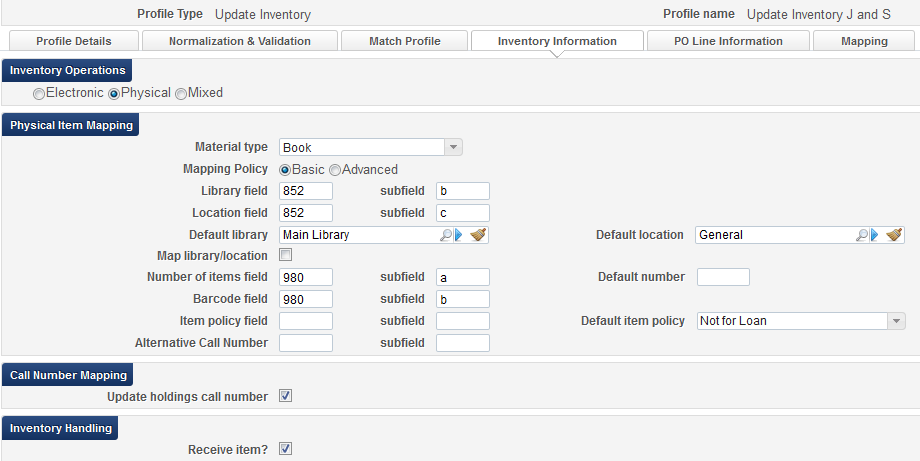 Profile Type Update Inventory Profile name Update Inventory J and S
Profile Details Normalization & Validation Match Profile Inventory Information PO Line Information Mapping
Inventory Operations
Electronic Physical Mixed
Physical Item Mapping
Material type Book
Mapping Policy Basic Advanced
Library field 852 subfield b
Location field 852 subfield c
Default library Main Library Default location General
Map library/location
Number of items field 980 subfield a Default number
Barcode field 980 subfield b
Item policy field subfield Default item policy Not for Loan
Alternative Call Number subfield
Call Number Mapping
Update holdings call number
Inventory Handling
Receive item?